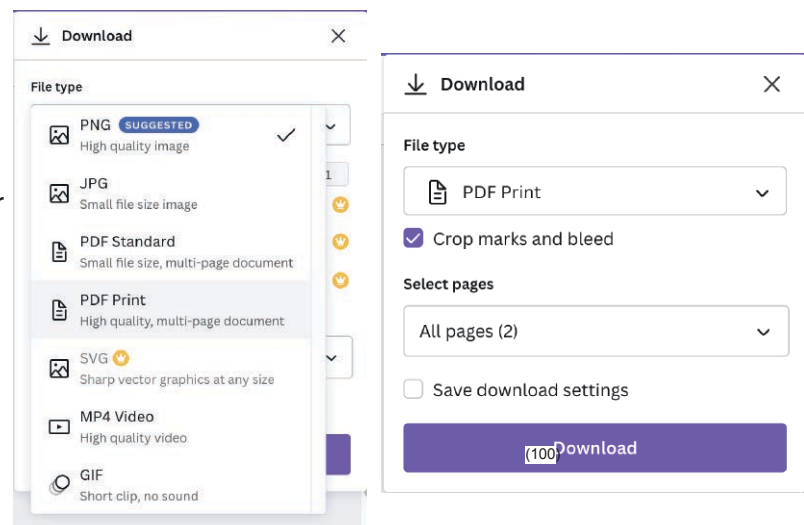 Download
File type
PNG SUGGESTED
High quality image
1
JPG
Small file size image
PDF Standard
Small file size, multi-page document
PDF Print
High quality, multi-page document
SVG
Sharp vector graphics at any size
MP4 Video
High quality video
GIF
Short clip, no sound
Download
File type
PDF Print
Crop marks and bleed
Select pages
All pages (2)
Save download settings
Download
(100)